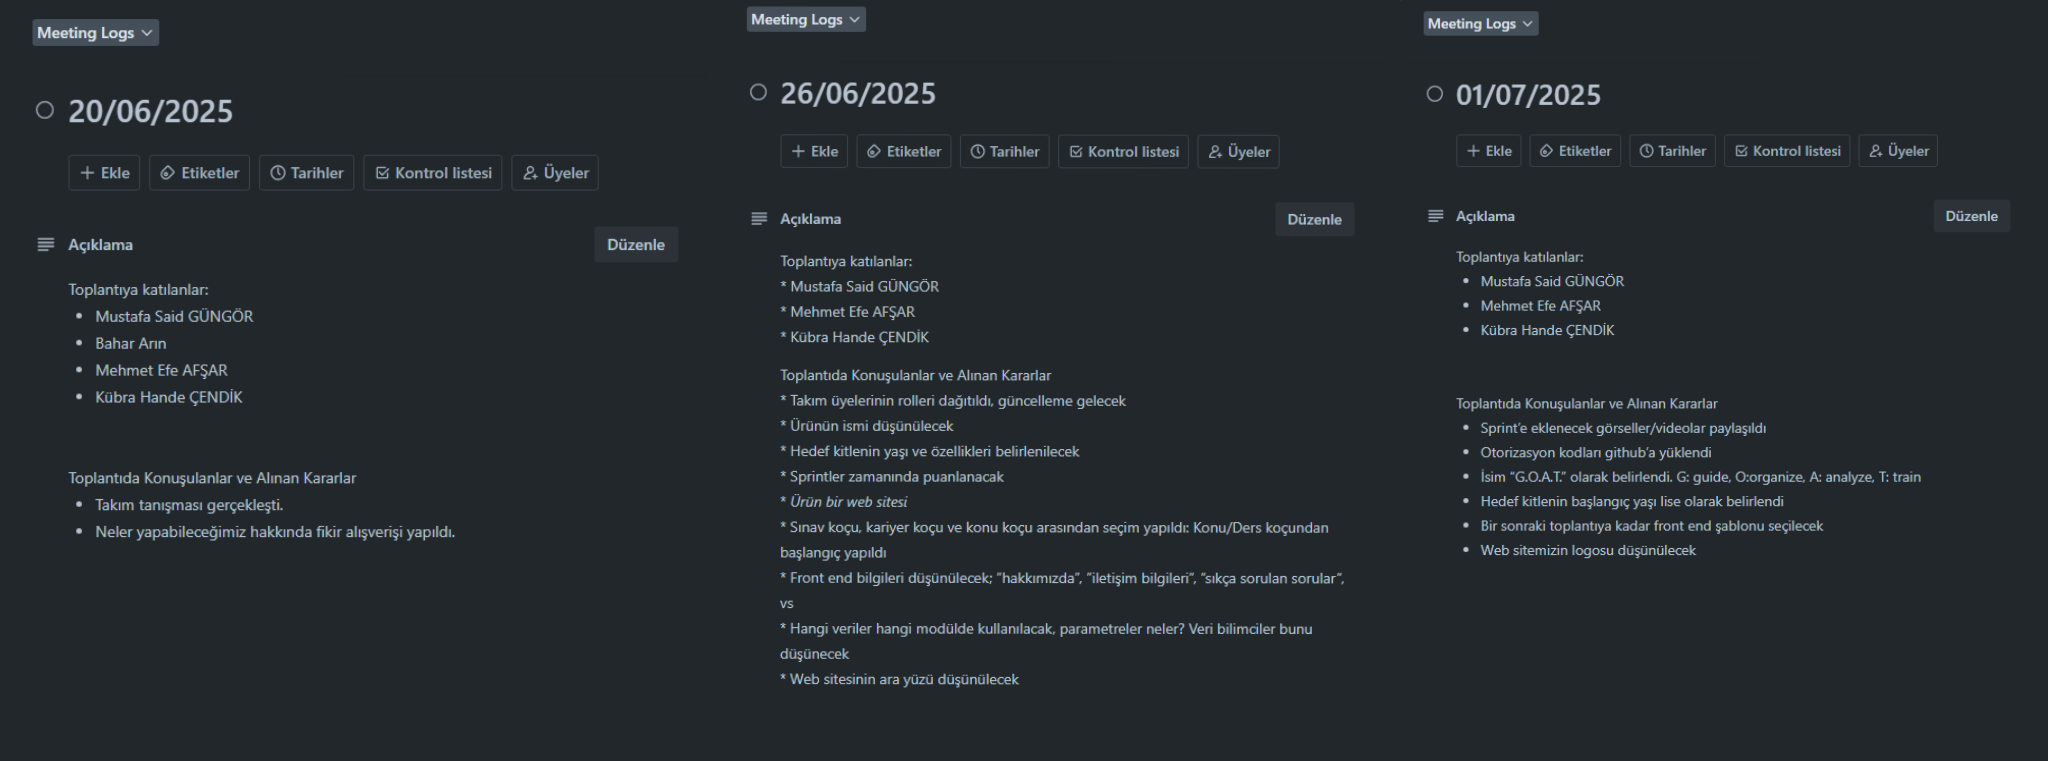 Meeting Logs
20/06/2025
Ekle
Etiketler
Tarihler
Kontrol listesi
Üyeler
Açıklama
Düzenle
Toplantıya katılanlar:
• Mustafa Said GÜNGÖR
• Bahar Arın
• Mehmet Efe AFŞAR
• Kübra Hande ÇENDİK
Toplantıda Konuşulanlar ve Alınan Kararlar
• Takım tanışması gerçekleşti.
• Neler yapabileceğimiz hakkında fikir alışverişi yapıldı.
Meeting Logs
26/06/2025
Ekle
Etiketler
Tarihler
Kontrol listesi
Üyeler
Açıklama
Düzenle
Toplantıya katılanlar:
* Mustafa Said GÜNGÖR
* Mehmet Efe AFŞAR
* Kübra Hande ÇENDİK
Toplantıda Konuşulanlar ve Alınan Kararlar
* Takım üyelerinin rolleri dağıtıldı, güncelleme gelecek
* Ürünün ismi düşünülecek
* Hedef kitlenin yaşı ve özellikleri belirlenilecek
* Sprintler zamanında puanlanacak
* Ürün bir web sitesi
* Sınav koçu, kariyer koçu ve konu koçu arasından seçim yapıldı: Konu/Ders koçundan
başlangıç yapıldı
* Front end bilgileri düşünülecek; "hakkımızda", "iletişim bilgileri", "sıkça sorulan sorular",
vs
* Hangi veriler hangi modülde kullanılacak, parametreler neler? Veri bilimciler bunu
düşünecek
* Web sitesinin ara yüzü düşünülecek
Meeting Logs
01/07/2025
Ekle
Etiketler
Tarihler
Kontrol listesi
Üyeler
Açıklama
Düzenle
Toplantıya katılanlar:
• Mustafa Said GÜNGÖR
• Mehmet Efe AFŞAR
• Kübra Hande ÇENDİK
Toplantıda Konuşulanlar ve Alınan Kararlar
• Sprint'e eklenecek görseller/videolar paylaşıldı
• Otorizasyon kodları github'a yüklendi
• İsim "G.O.A.T." olarak belirlendi. G: guide, O:organize, A: analyze, T: train
• Hedef kitlenin başlangıç yaşı lise olarak belirlendi
• Bir sonraki toplantıya kadar front end şablonu seçilecek
• Web sitemizin logosu düşünülecek